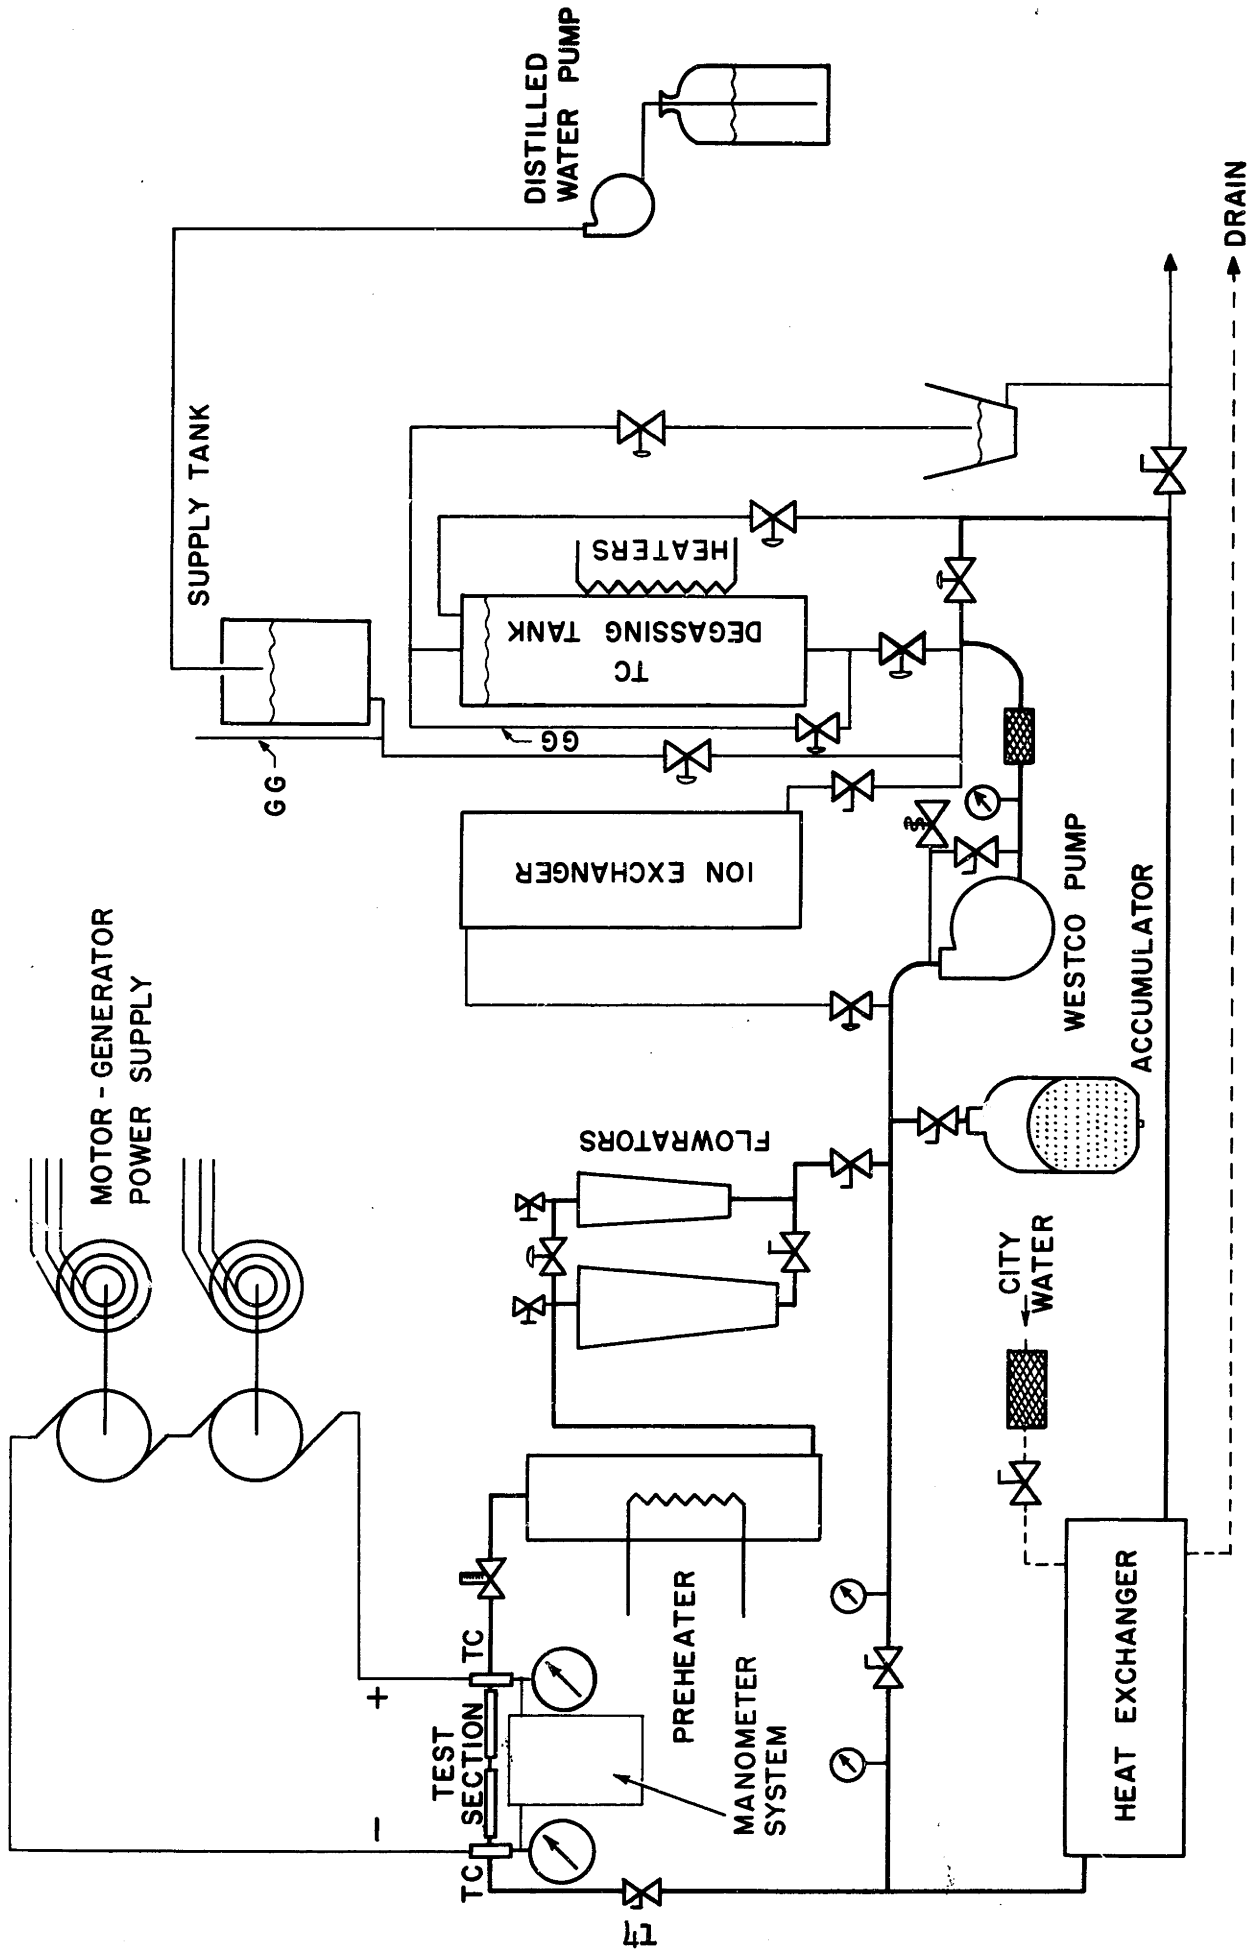 MOTOR-GENERATOR
POWER SUPPLY
SUPPLY TANK
DISTILLED
WATER PUMP
GG
GG
HEATERS
DEGASSING
TANK
TC
ION EXCHANGER
FLOWRATORS
+
−
TC
TEST
SECTION
TC
PREHEATER
MANOMETER
SYSTEM
CITY
WATER
WESTCO PUMP
ACCUMULATOR
HEAT EXCHANGER
DRAIN